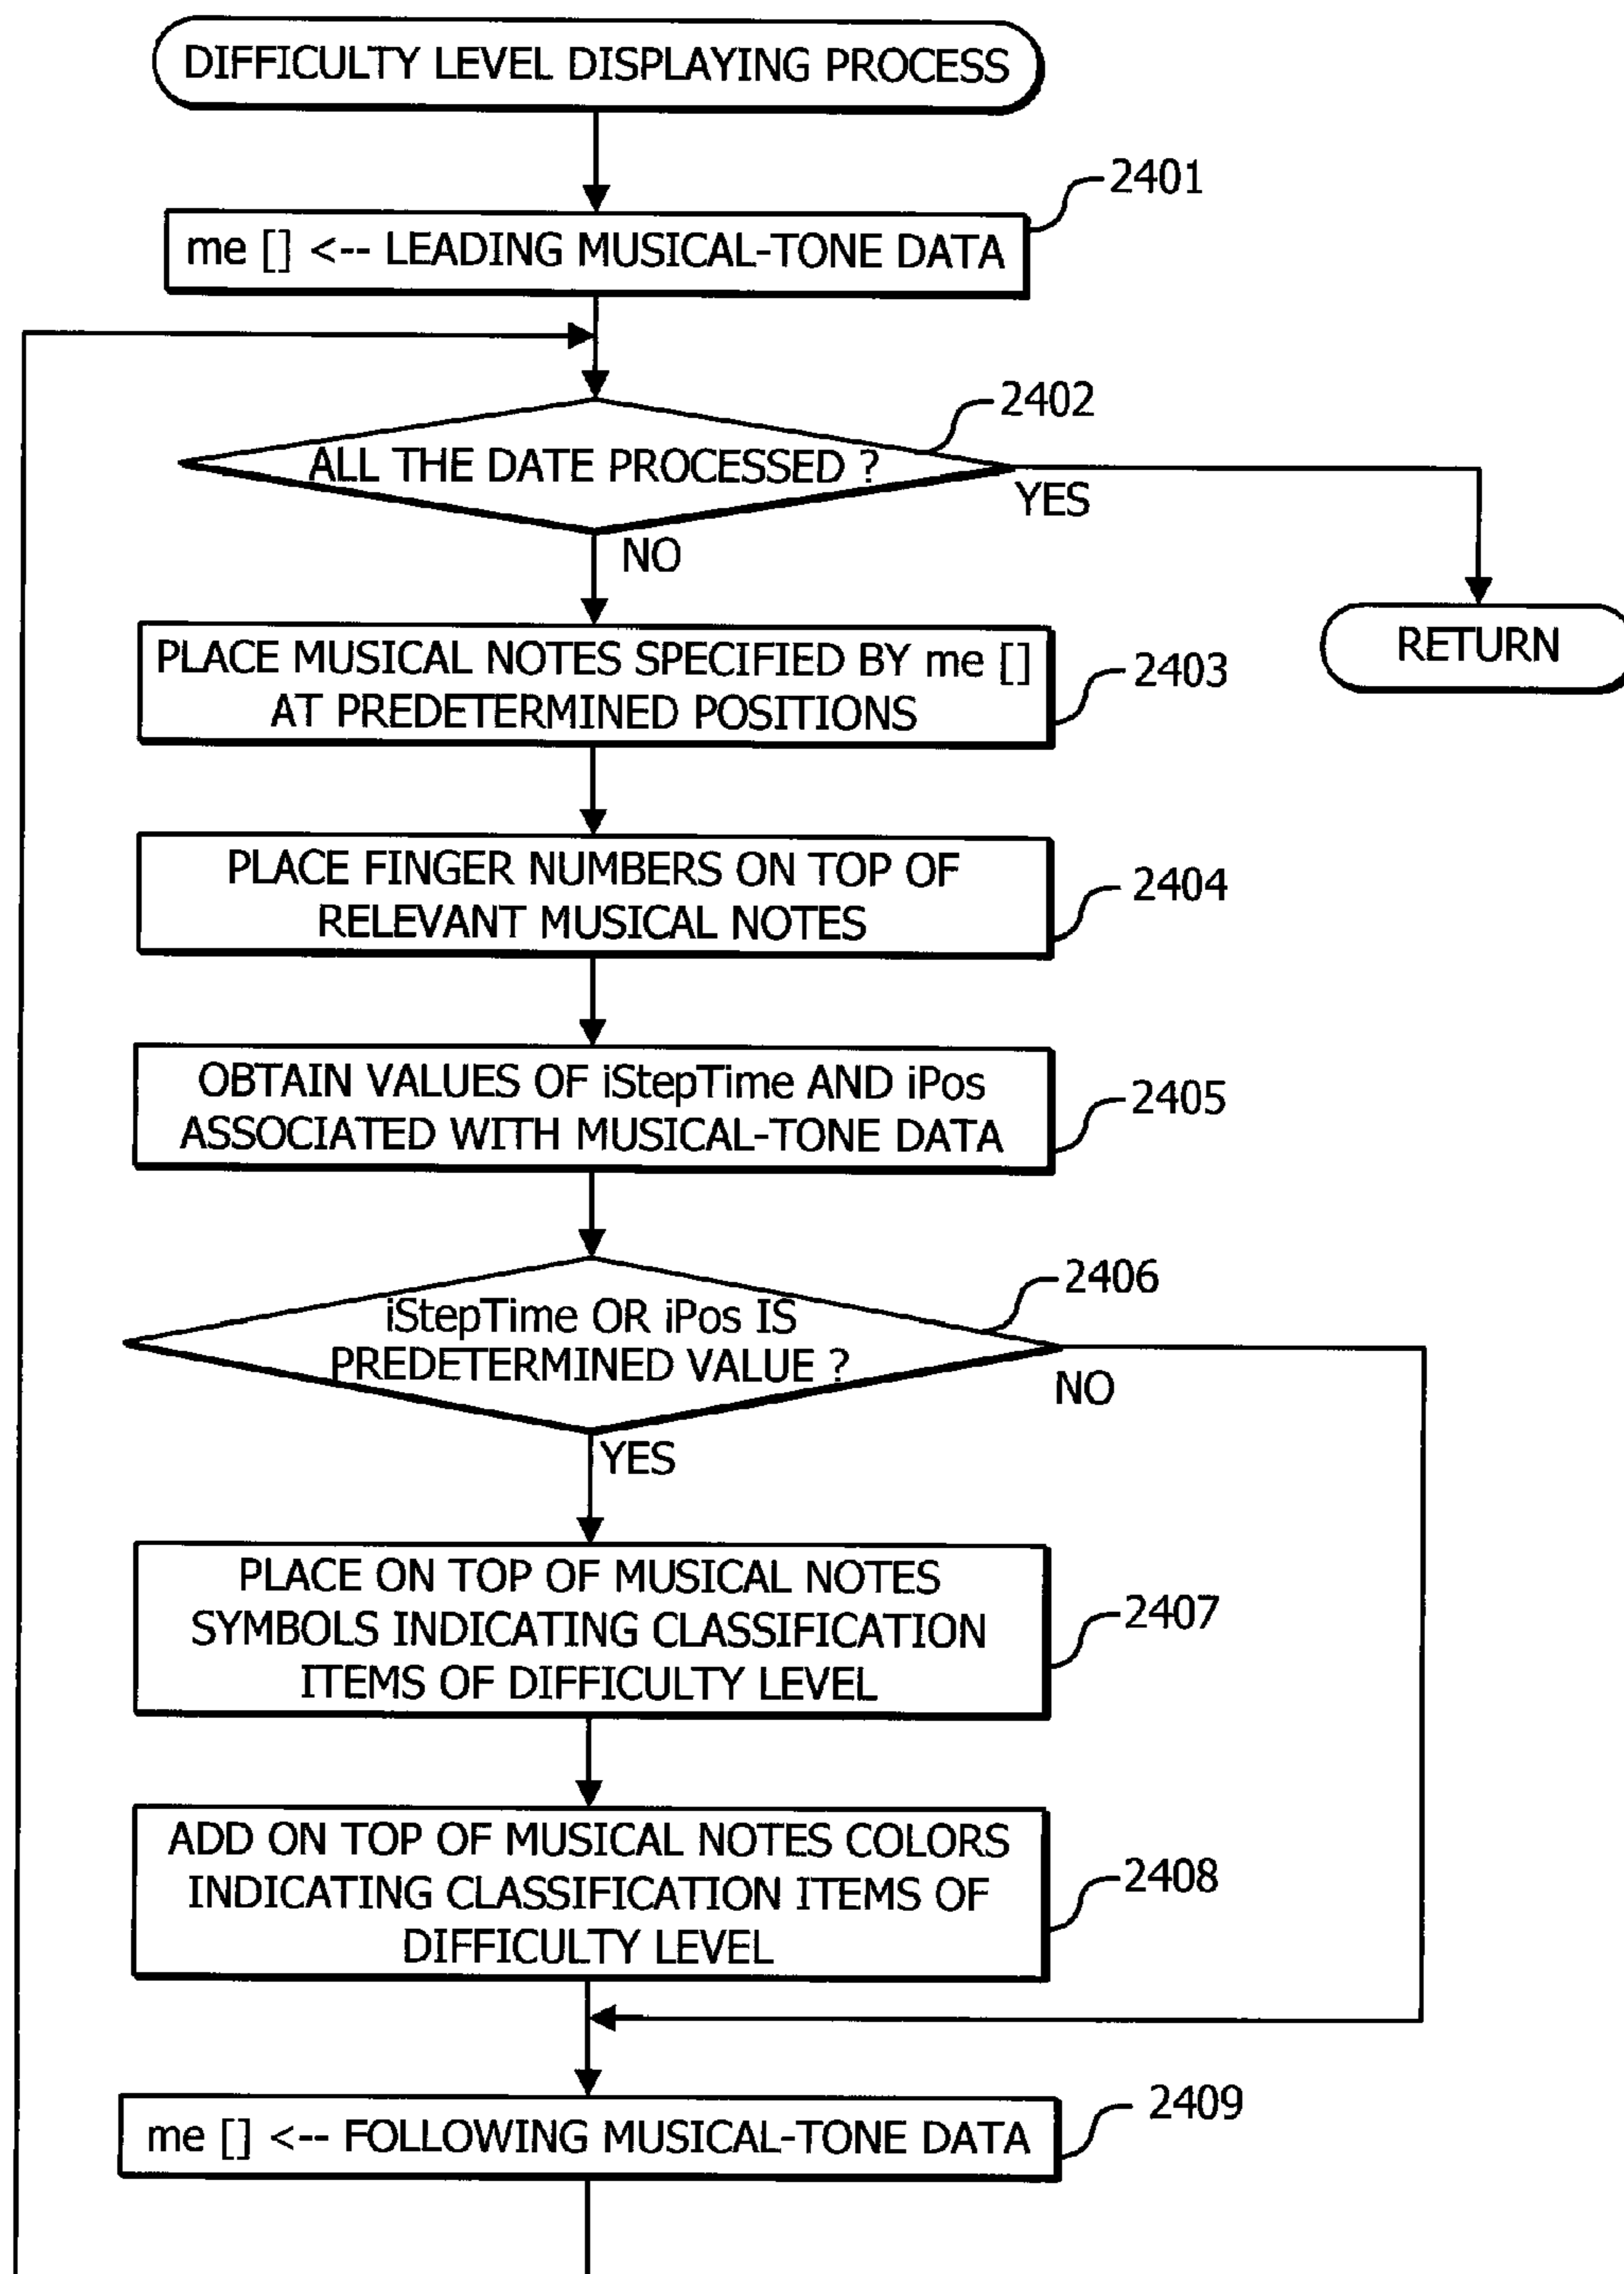 DIFFICULTY LEVEL DISPLAYING PROCESS
2401
me [] <-- LEADING MUSICAL-TONE DATA
2402
ALL THE DATE PROCESSED ?
YES
NO
RETURN
PLACE MUSICAL NOTES SPECIFIED BY me []
AT PREDETERMINED POSITIONS
2403
PLACE FINGER NUMBERS ON TOP OF
RELEVANT MUSICAL NOTES
2404
OBTAIN VALUES OF iStepTime AND iPos
ASSOCIATED WITH MUSICAL-TONE DATA
2405
2406
iStepTime OR iPos IS
PREDETERMINED VALUE ?
NO
YES
PLACE ON TOP OF MUSICAL NOTES
SYMBOLS INDICATING CLASSIFICATION
ITEMS OF DIFFICULTY LEVEL
2407
ADD ON TOP OF MUSICAL NOTES COLORS
INDICATING CLASSIFICATION ITEMS OF
DIFFICULTY LEVEL
2408
me [] <-- FOLLOWING MUSICAL-TONE DATA
2409